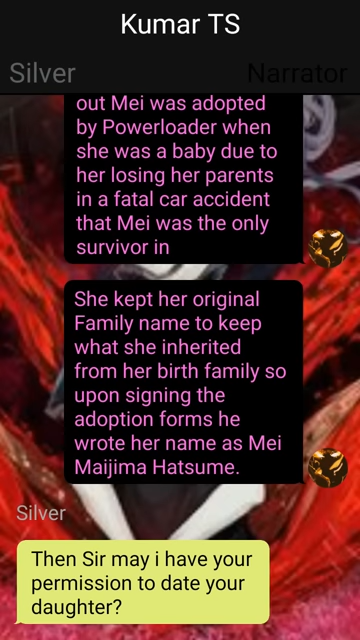 Kumar TS
Silver
Narrator
out Mei was adopted
by Powerloader when
she was a baby due to
her losing her parents
in a fatal car accident
that Mei was the only
survivor in
She kept her original
Family name to keep
what she inherited
from her birth family so
upon signing the
adoption forms he
wrote her name as Mei
Maijima Hatsume.
Silver
Then Sir may i have your
permission to date your
daughter?